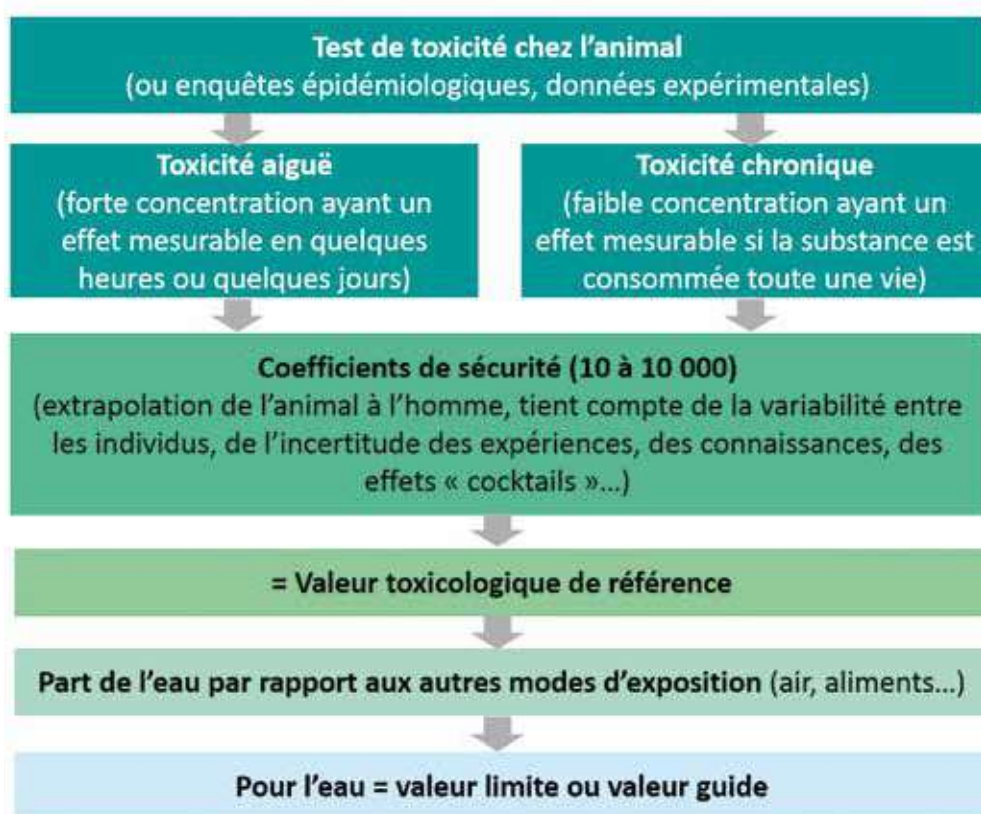 Test de toxicité chez l'animal
(ou enquêtes épidémiologiques, données expérimentales)
Toxicité aiguë
(forte concentration ayant un
effet mesurable en quelques
heures ou quelques jours)
Toxicité chronique
(faible concentration ayant un
effet mesurable si la substance est
consommée toute une vie)
Coefficients de sécurité (10 à 10 000)
(extrapolation de l'animal à l'homme, tient compte de la variabilité entre
les individus, de l'incertitude des expériences, des connaissances, des
effets « cocktails »...)
= Valeur toxicologique de référence
Part de l'eau par rapport aux autres modes d'exposition (air, aliments...)
Pour l'eau = valeur limite ou valeur guide